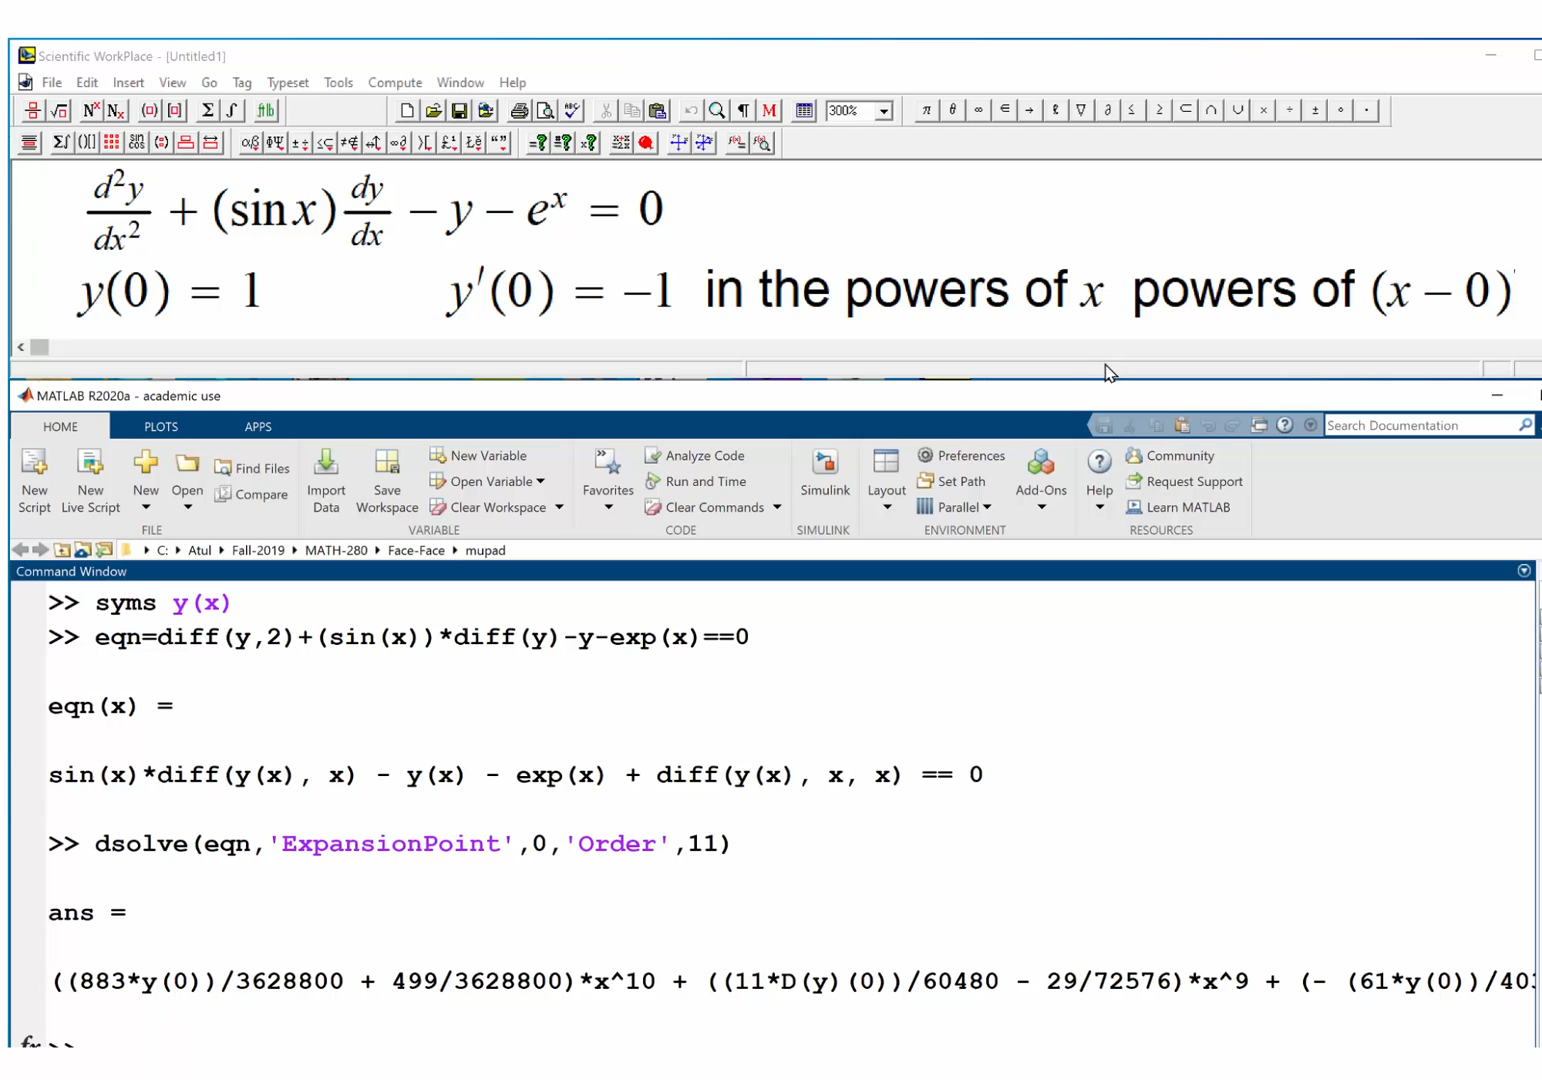 Scientific WorkPlace - [Untitled1]
File Edit Insert View Go Tag Typeset Tools Compute Window Help
300% π θ ∞ ∈ → ℓ ∇ ∂ ≤ ≥ ⊂ ∩ ∪ × ÷ ± ∘ ·
d²y/dx² + (sin x) dy/dx − y − eˣ = 0
y(0) = 1 y′(0) = −1 in the powers of x powers of (x − 0)
MATLAB R2020a - academic use
HOME PLOTS APPS Search Documentation
New Script New Live Script New Open Find Files Compare Import Data Save Workspace New Variable Open Variable Clear Workspace Favorites Analyze Code Run and Time Clear Commands Simulink Layout Preferences Set Path Parallel Add-Ons Help Community Request Support Learn MATLAB
FILE VARIABLE CODE SIMULINK ENVIRONMENT RESOURCES
C: Atul Fall-2019 MATH-280 Face-Face mupad
Command Window
>> syms y(x)
>> eqn=diff(y,2)+(sin(x))*diff(y)-y-exp(x)==0
eqn(x) =
sin(x)*diff(y(x), x) - y(x) - exp(x) + diff(y(x), x, x) == 0
>> dsolve(eqn,'ExpansionPoint',0,'Order',11)
ans =
((883*y(0))/3628800 + 499/3628800)*x^10 + ((11*D(y)(0))/60480 - 29/72576)*x^9 + (- (61*y(0))/403
fx >>